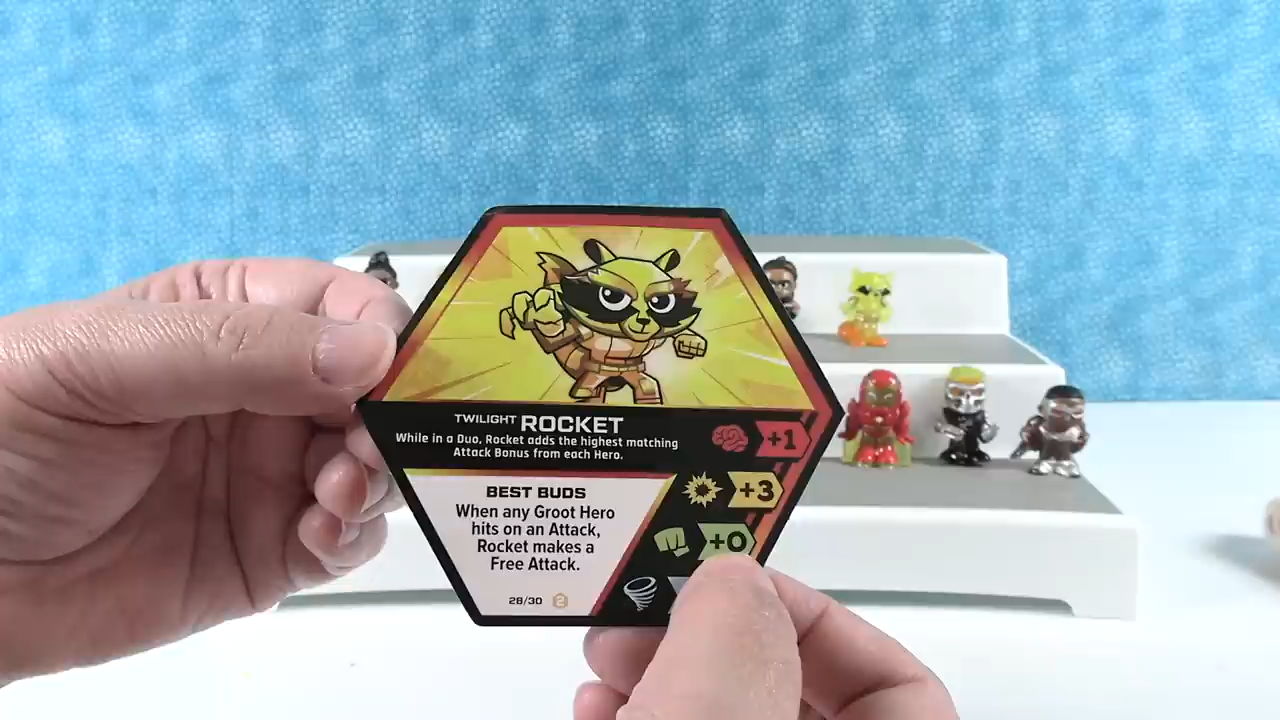 TWILIGHT ROCKET
While in a Duo, Rocket adds the highest matching
Attack Bonus from each Hero.
+1
BEST BUDS
When any Groot Hero
hits on an Attack,
Rocket makes a
Free Attack.
+3
+0
28/30 2